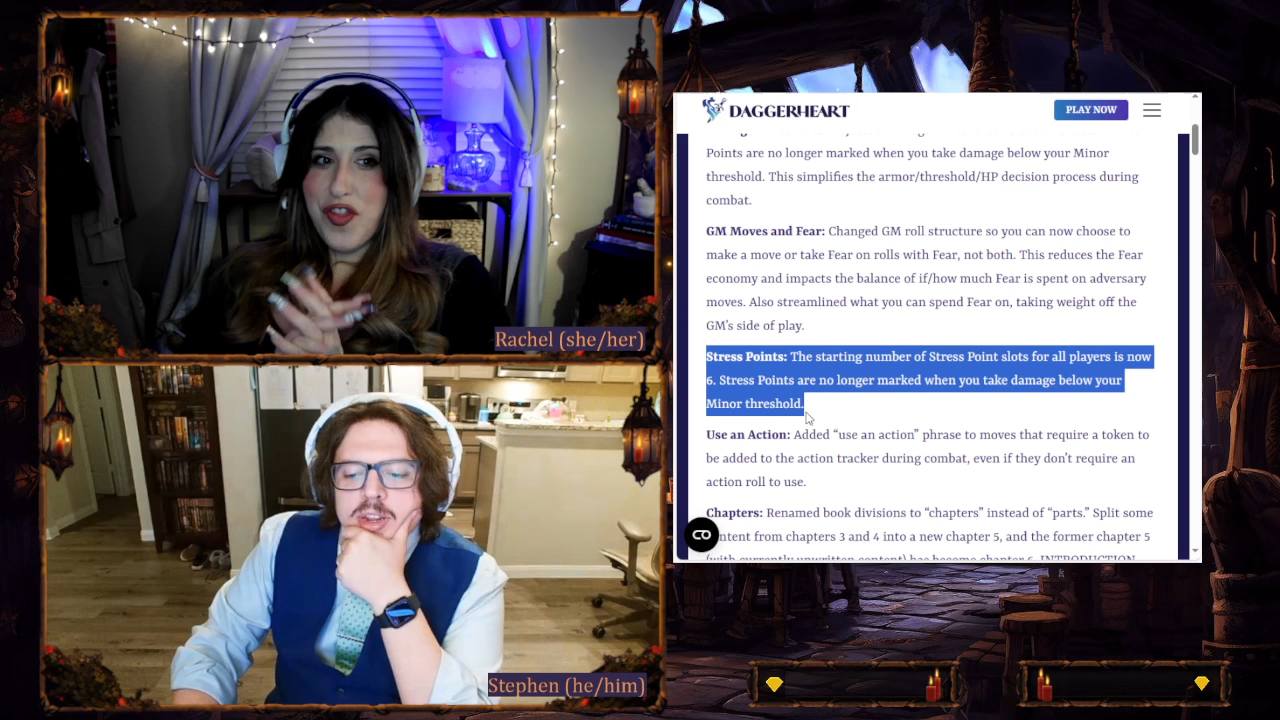 Rachel (she/her)
Stephen (he/him)
DAGGERHEART
PLAY NOW
Points are no longer marked when you take damage below your Minor
threshold. This simplifies the armor/threshold/HP decision process during
combat.
GM Moves and Fear: Changed GM roll structure so you can now choose to
make a move or take Fear on rolls with Fear, not both. This reduces the Fear
economy and impacts the balance of if/how much Fear is spent on adversary
moves. Also streamlined what you can spend Fear on, taking weight off the
GM’s side of play.
Stress Points: The starting number of Stress Point slots for all players is now
6. Stress Points are no longer marked when you take damage below your
Minor threshold.
Use an Action: Added “use an action” phrase to moves that require a token to
be added to the action tracker during combat, even if they don’t require an
action roll to use.
Chapters: Renamed book divisions to “chapters” instead of “parts.” Split some
content from chapters 3 and 4 into a new chapter 5, and the former chapter 5
(with currently unwritten content) has become chapter 6. INTRODUCTION